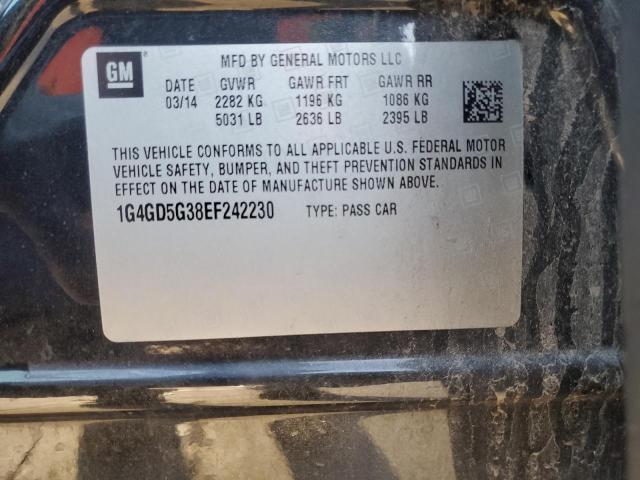 GM
MFD BY GENERAL MOTORS LLC
DATE GVWR GAWR FRT GAWR RR
03/14 2282 KG 1196 KG 1086 KG
5031 LB 2636 LB 2395 LB
THIS VEHICLE CONFORMS TO ALL APPLICABLE U.S. FEDERAL MOTOR
VEHICLE SAFETY, BUMPER, AND THEFT PREVENTION STANDARDS IN
EFFECT ON THE DATE OF MANUFACTURE SHOWN ABOVE.
1G4GD5G38EF242230 TYPE: PASS CAR